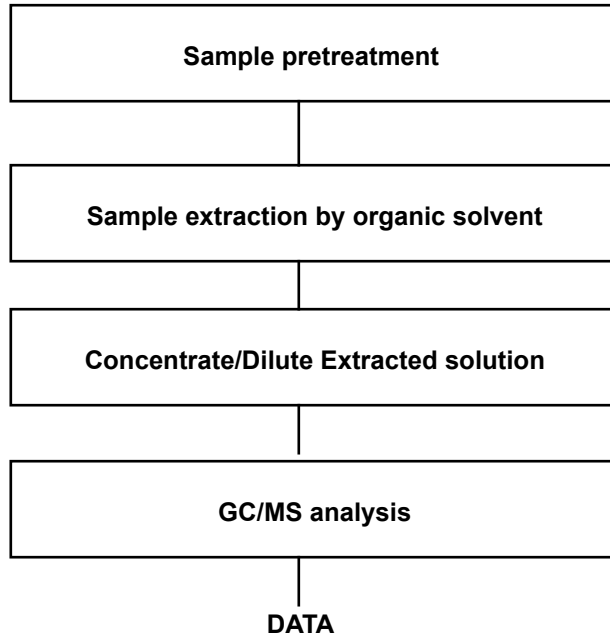 Sample pretreatment
Sample extraction by organic solvent
Concentrate/Dilute Extracted solution
GC/MS analysis
DATA